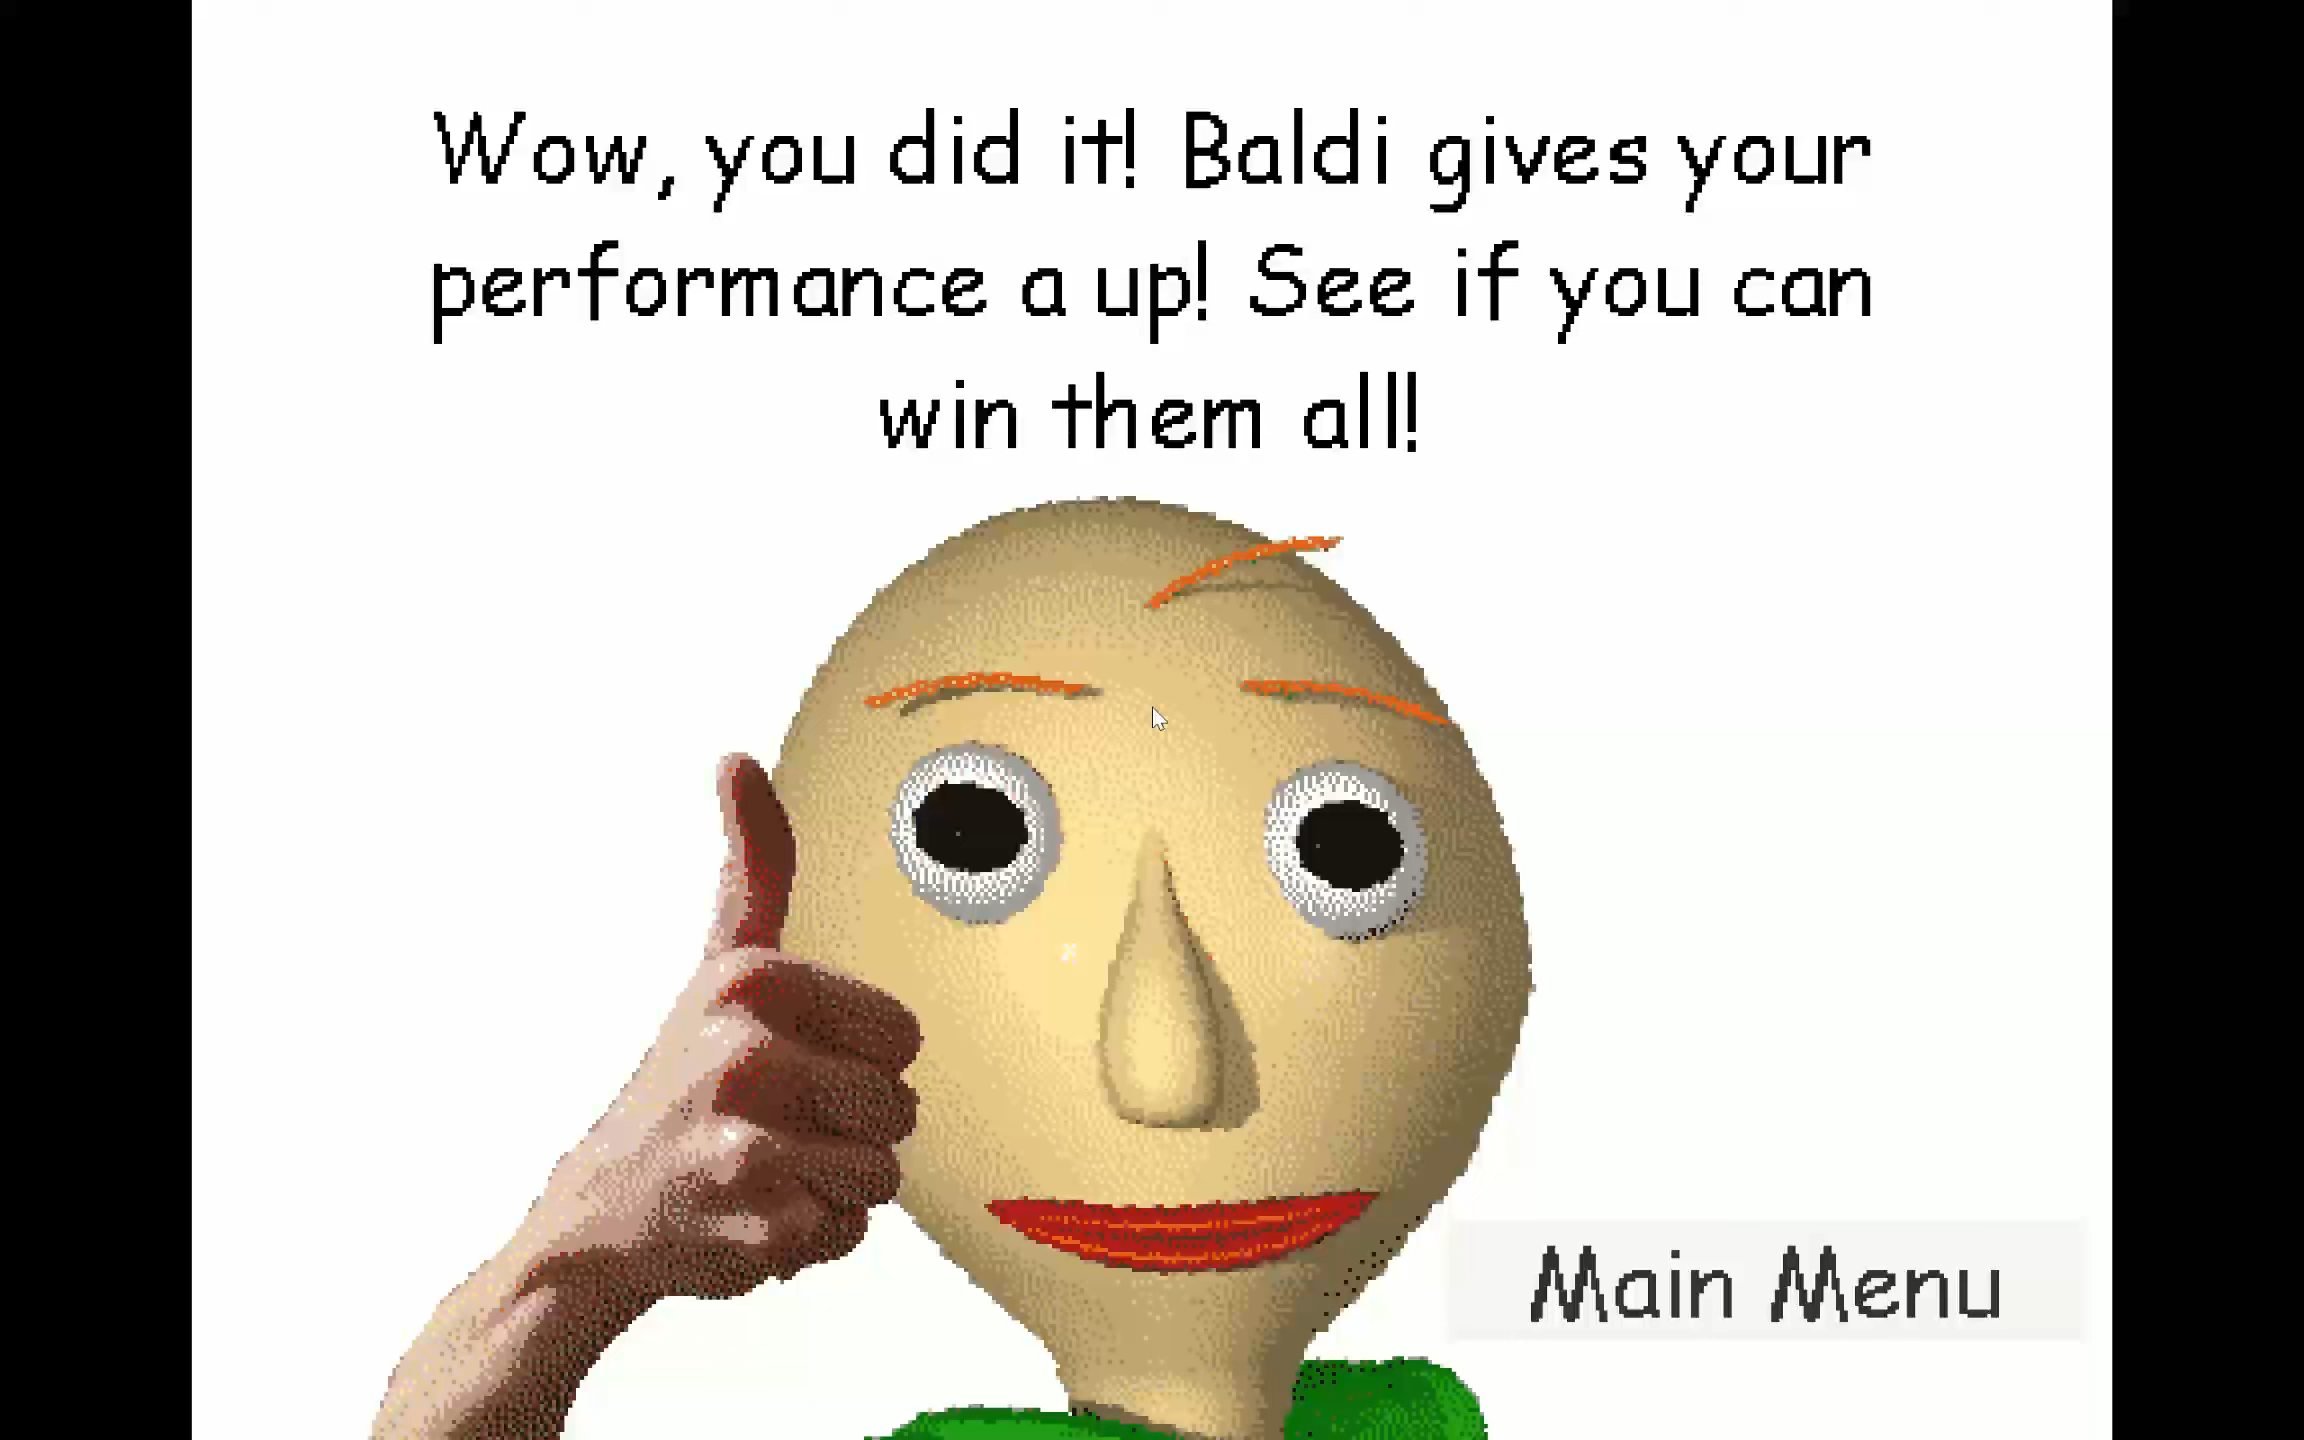 Wow, you did it! Baldi gives your
performance a up! See if you can
win them all!
Main Menu